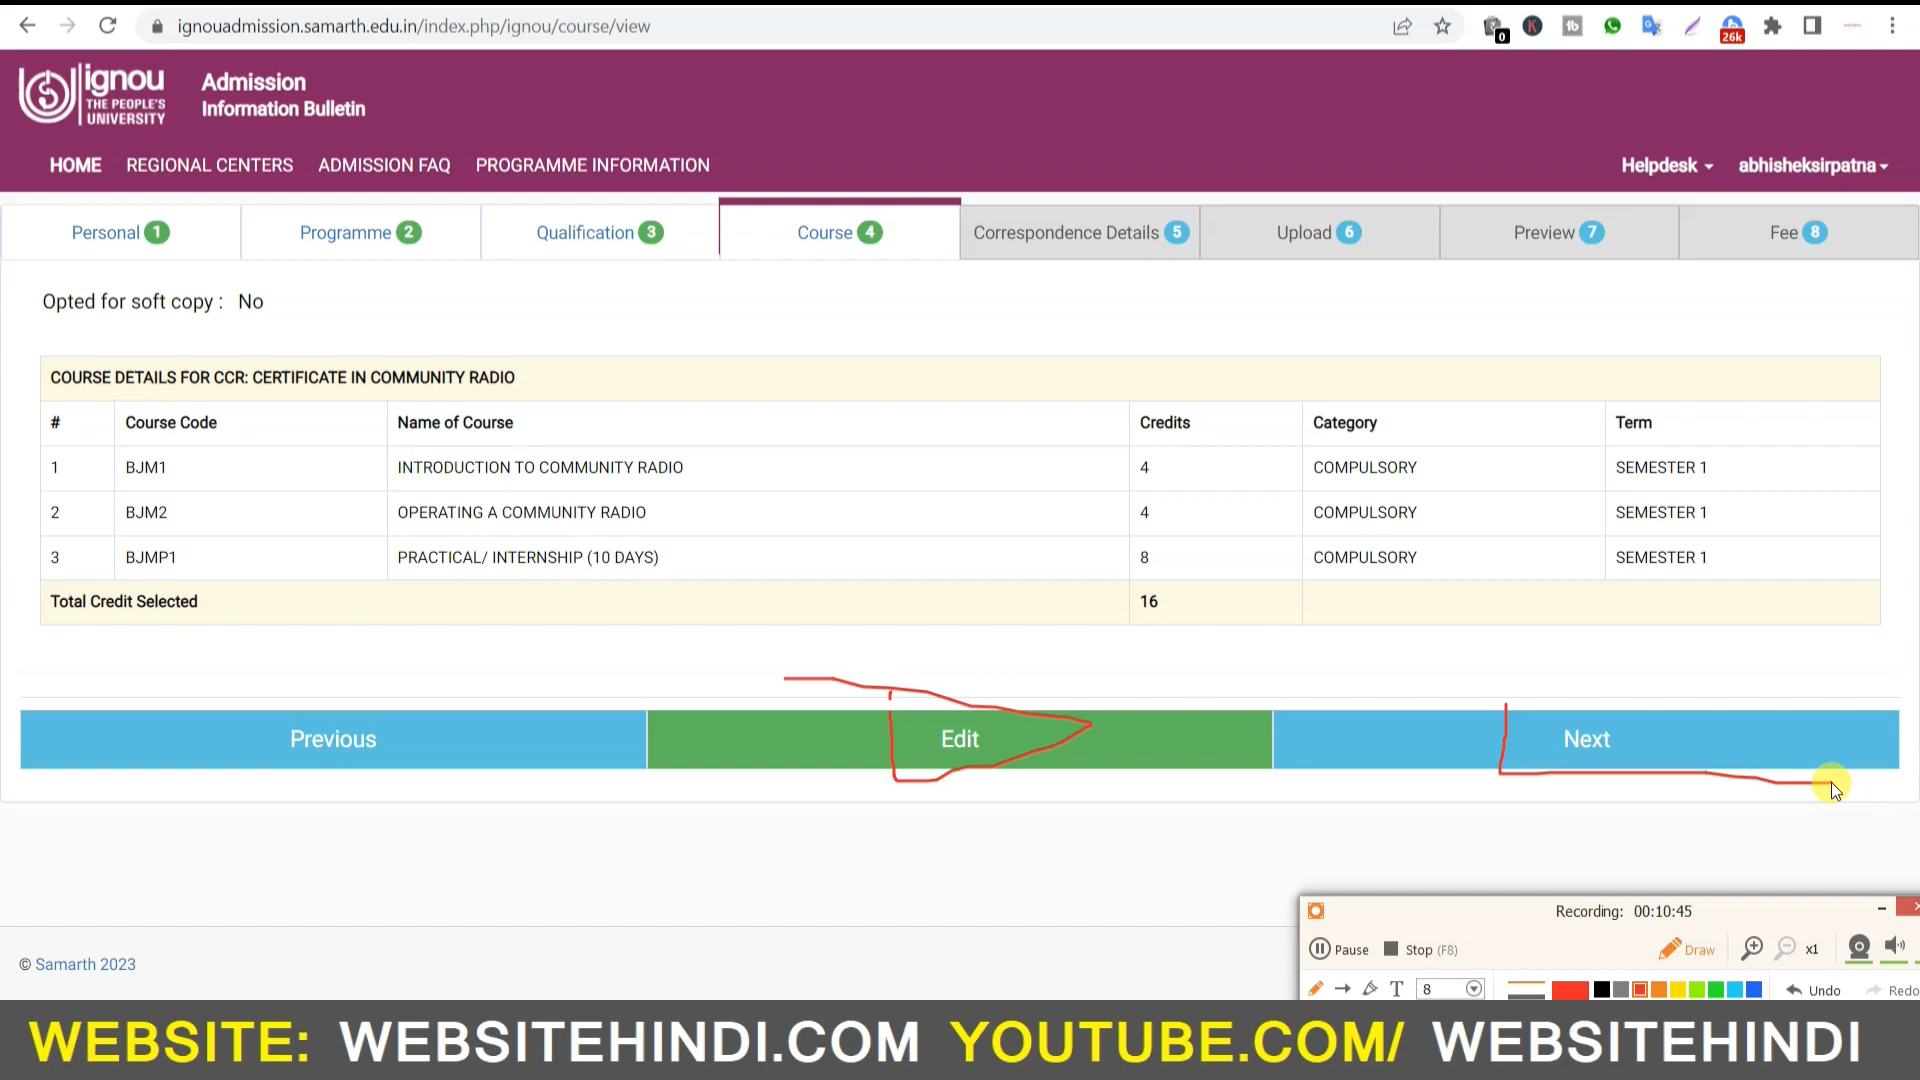 ignouadmission.samarth.edu.in/index.php/ignou/course/view
0
K
tb
G
26k
ignou
THE PEOPLE'S
UNIVERSITY
Admission
Information Bulletin
HOME REGIONAL CENTERS ADMISSION FAQ PROGRAMME INFORMATION
Helpdesk abhisheksirpatna
Personal 1 Programme 2 Qualification 3 Course 4 Correspondence Details 5 Upload 6 Preview 7 Fee 8
Opted for soft copy : No
COURSE DETAILS FOR CCR: CERTIFICATE IN COMMUNITY RADIO
# Course Code Name of Course Credits Category Term
1 BJM1 INTRODUCTION TO COMMUNITY RADIO 4 COMPULSORY SEMESTER 1
2 BJM2 OPERATING A COMMUNITY RADIO 4 COMPULSORY SEMESTER 1
3 BJMP1 PRACTICAL/ INTERNSHIP (10 DAYS) 8 COMPULSORY SEMESTER 1
Total Credit Selected 16
Previous Edit Next
Recording: 00:10:45
Pause Stop (F8) Draw x1
T 8 Undo Redo
© Samarth 2023
WEBSITE: WEBSITEHINDI.COM YOUTUBE.COM/ WEBSITEHINDI